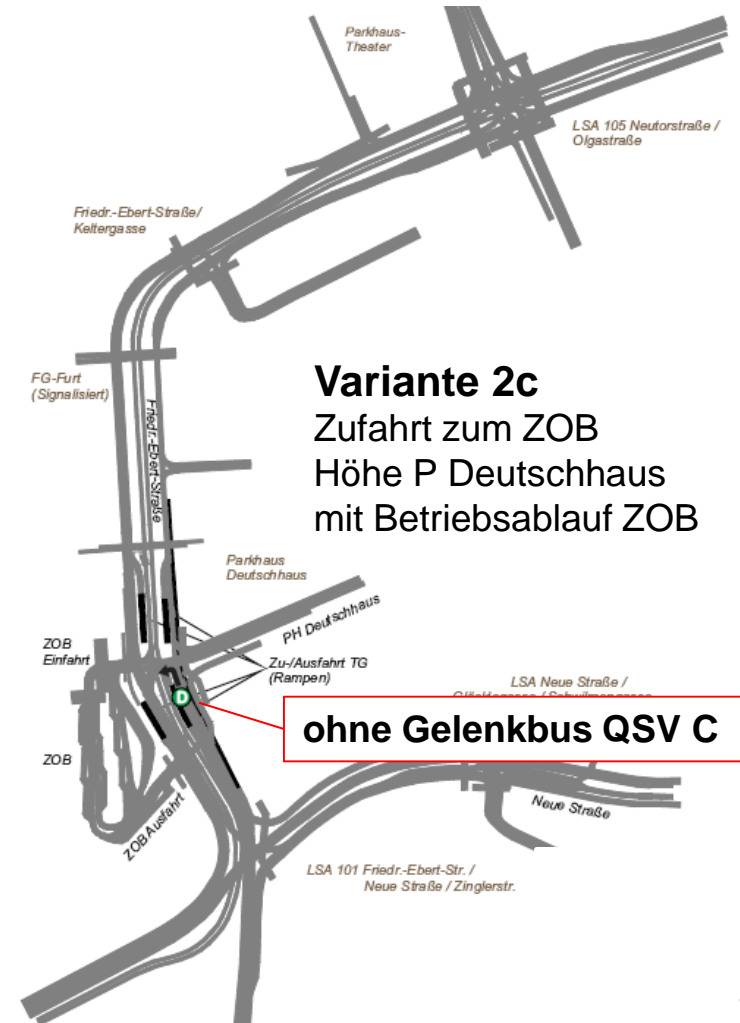 Parkhaus-
Theater
LSA 105 Neutorstraße /
Olgastraße
Friedr.-Ebert-Straße/
Keltergasse
FG-Furt
(Signalisiert)
Friedr.-Ebert-Straße
Variante 2c
Zufahrt zum ZOB
Höhe P Deutschhaus
mit Betriebsablauf ZOB
Parkhaus
Deutschhaus
PH Deutschhaus
ZOB
Einfahrt
Zu-/Ausfahrt TG
(Rampen)
D
LSA Neue Straße /
ohne Gelenkbus QSV C
ZOB
ZOB Ausfahrt
Neue Straße
LSA 101 Friedr.-Ebert-Str. /
Neue Straße / Zinglerstr.